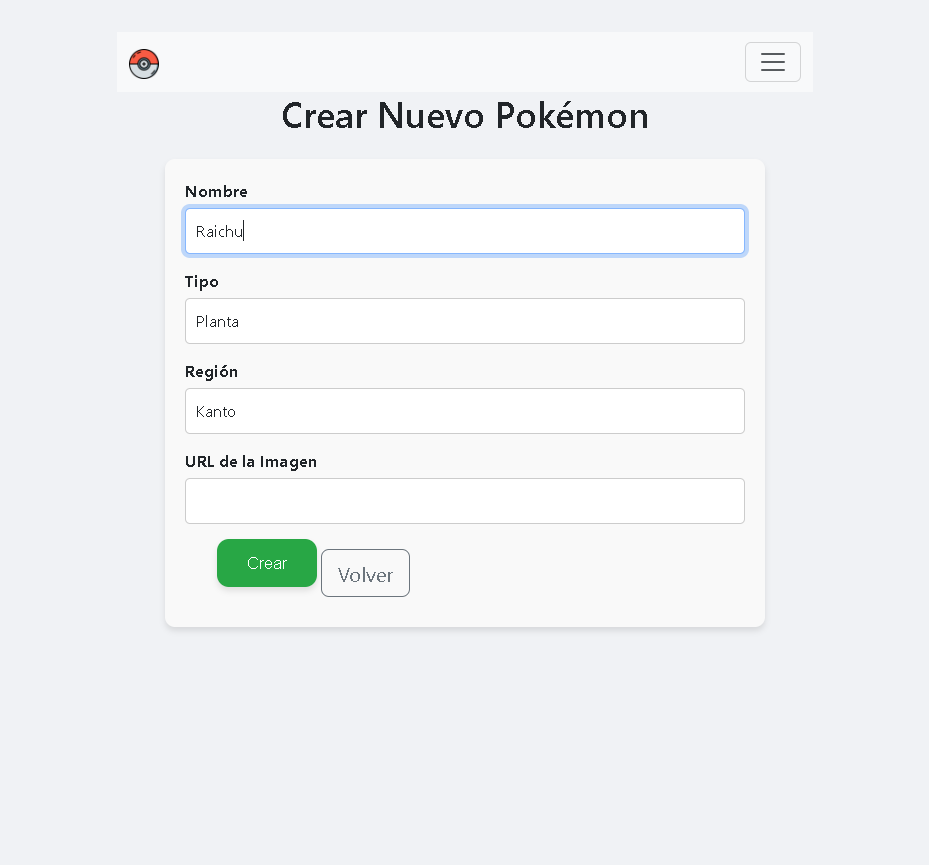 Crear Nuevo Pokémon
Nombre
Raichu
Tipo
Planta
Región
Kanto
URL de la Imagen
Crear
Volver